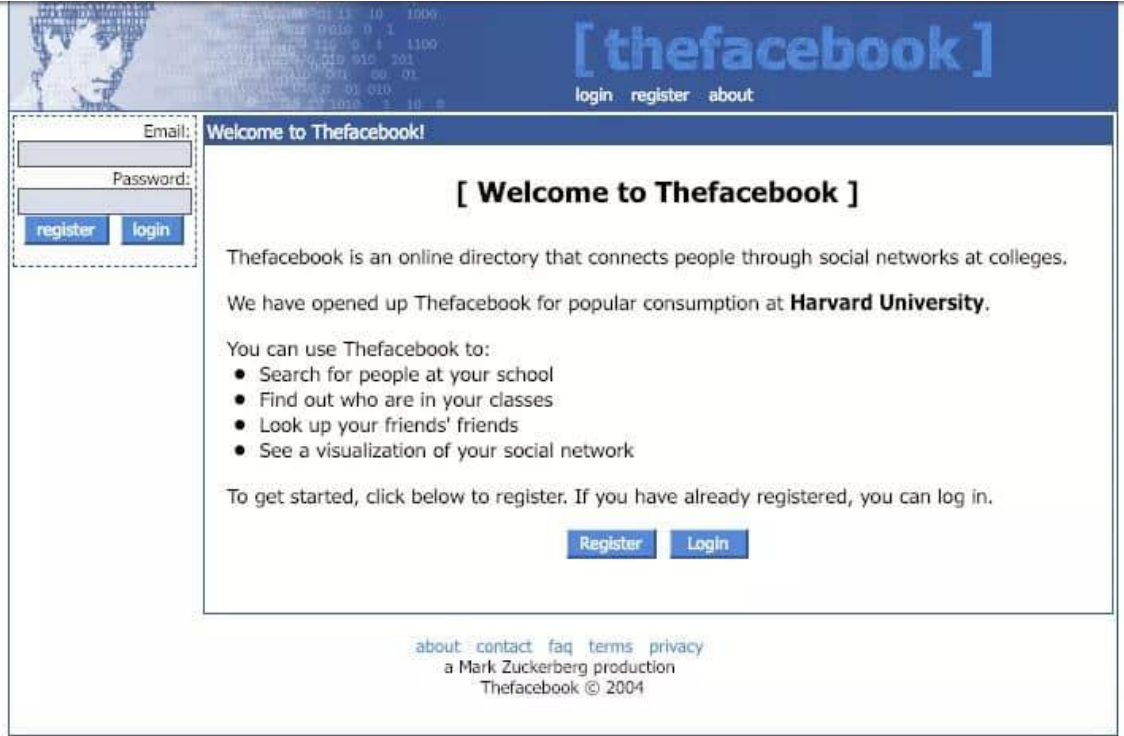 [ thefacebook ]
login register about
Email:
Password:
register login
Welcome to Thefacebook!
[ Welcome to Thefacebook ]
Thefacebook is an online directory that connects people through social networks at colleges.
We have opened up Thefacebook for popular consumption at Harvard University.
You can use Thefacebook to:
● Search for people at your school
● Find out who are in your classes
● Look up your friends' friends
● See a visualization of your social network
To get started, click below to register. If you have already registered, you can log in.
Register Login
about contact faq terms privacy
a Mark Zuckerberg production
Thefacebook © 2004